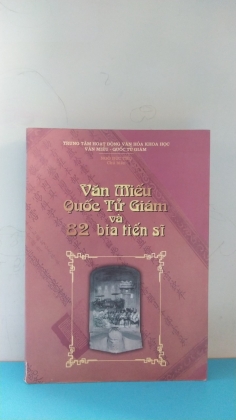 TRUNG TÂM HOẠT ĐỘNG VĂN HÓA KHOA HỌC
VĂN MIẾU - QUỐC TỬ GIÁM
Văn Miếu
Quốc Tử Giám
và
82 bia tiến sĩ